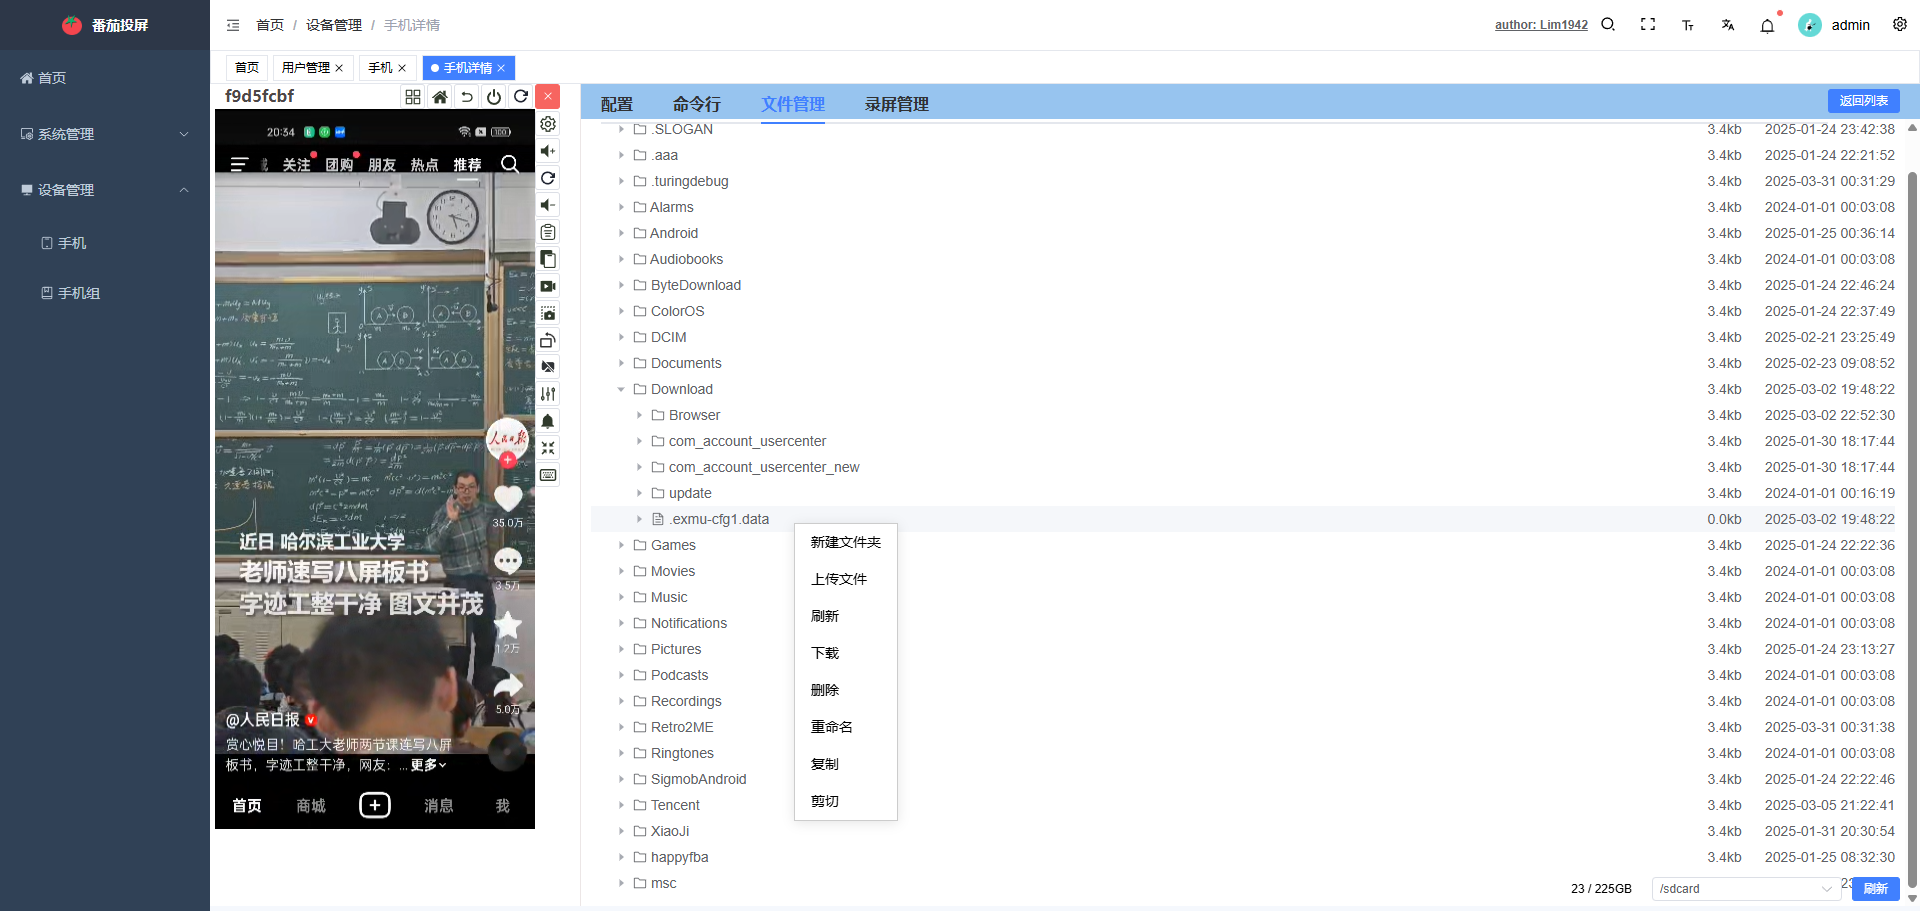 番茄投屏
首页 / 设备管理 / 手机详情
author: Lim1942
admin
首页
系统管理
设备管理
手机
手机组
首页
用户管理
手机
手机详情
f9d5fcbf
20:34
100
关注 团购 朋友 热点 推荐
人民日报
35.0万
近日 哈尔滨工业大学
老师速写八屏板书
字迹工整干净 图文并茂
3.5万
1.2万
5.0万
@人民日报
赏心悦目！哈工大老师两节课连写八屏
板书，字迹工整干净，网友：... 更多
首页 商城 消息 我
配置 命令行 文件管理 录屏管理
返回列表
.SLOGAN 3.4kb 2025-01-24 23:42:38
.aaa 3.4kb 2025-01-24 22:21:52
.turingdebug 3.4kb 2025-03-31 00:31:29
Alarms 3.4kb 2024-01-01 00:03:08
Android 3.4kb 2025-01-25 00:36:14
Audiobooks 3.4kb 2024-01-01 00:03:08
ByteDownload 3.4kb 2025-01-24 22:46:24
ColorOS 3.4kb 2025-01-24 22:37:49
DCIM 3.4kb 2025-02-21 23:25:49
Documents 3.4kb 2025-02-23 09:08:52
Download 3.4kb 2025-03-02 19:48:22
Browser 3.4kb 2025-03-02 22:52:30
com_account_usercenter 3.4kb 2025-01-30 18:17:44
com_account_usercenter_new 3.4kb 2025-01-30 18:17:44
update 3.4kb 2024-01-01 00:16:19
.exmu-cfg1.data 0.0kb 2025-03-02 19:48:22
Games 3.4kb 2025-01-24 22:22:36
Movies 3.4kb 2024-01-01 00:03:08
Music 3.4kb 2024-01-01 00:03:08
Notifications 3.4kb 2024-01-01 00:03:08
Pictures 3.4kb 2025-01-24 23:13:27
Podcasts 3.4kb 2024-01-01 00:03:08
Recordings 3.4kb 2024-01-01 00:03:08
Retro2ME 3.4kb 2025-03-31 00:31:38
Ringtones 3.4kb 2024-01-01 00:03:08
SigmobAndroid 3.4kb 2025-01-24 22:22:46
Tencent 3.4kb 2025-03-05 21:22:41
XiaoJi 3.4kb 2025-01-31 20:30:54
happyfba 3.4kb 2025-01-25 08:32:30
msc
新建文件夹
上传文件
刷新
下载
删除
重命名
复制
剪切
23 / 225GB
/sdcard
刷新